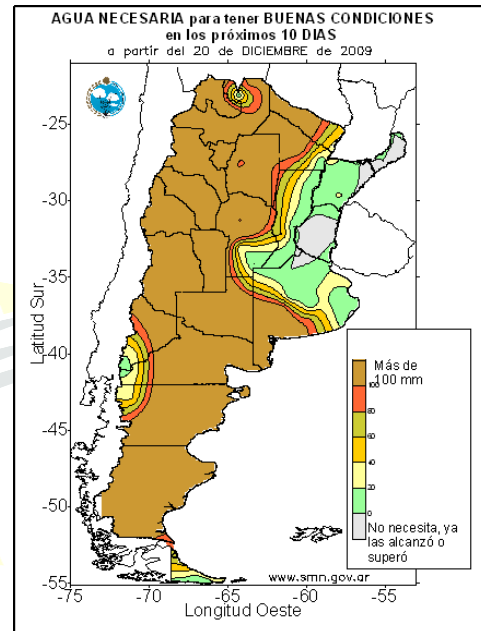 AGUA NECESARIA para tener BUENAS CONDICIONES
en los próximos 10 DIAS
a partir del 20 de DICIEMBRE de 2009
-25
-30
-35
-40
-45
-50
-55
Latitud Sur
Más de
100 mm
100
80
60
40
20
0
No necesita, ya
las alcanzó o
superó
www.smn.gov.ar
-75
-70
-65
-60
-55
Longitud Oeste